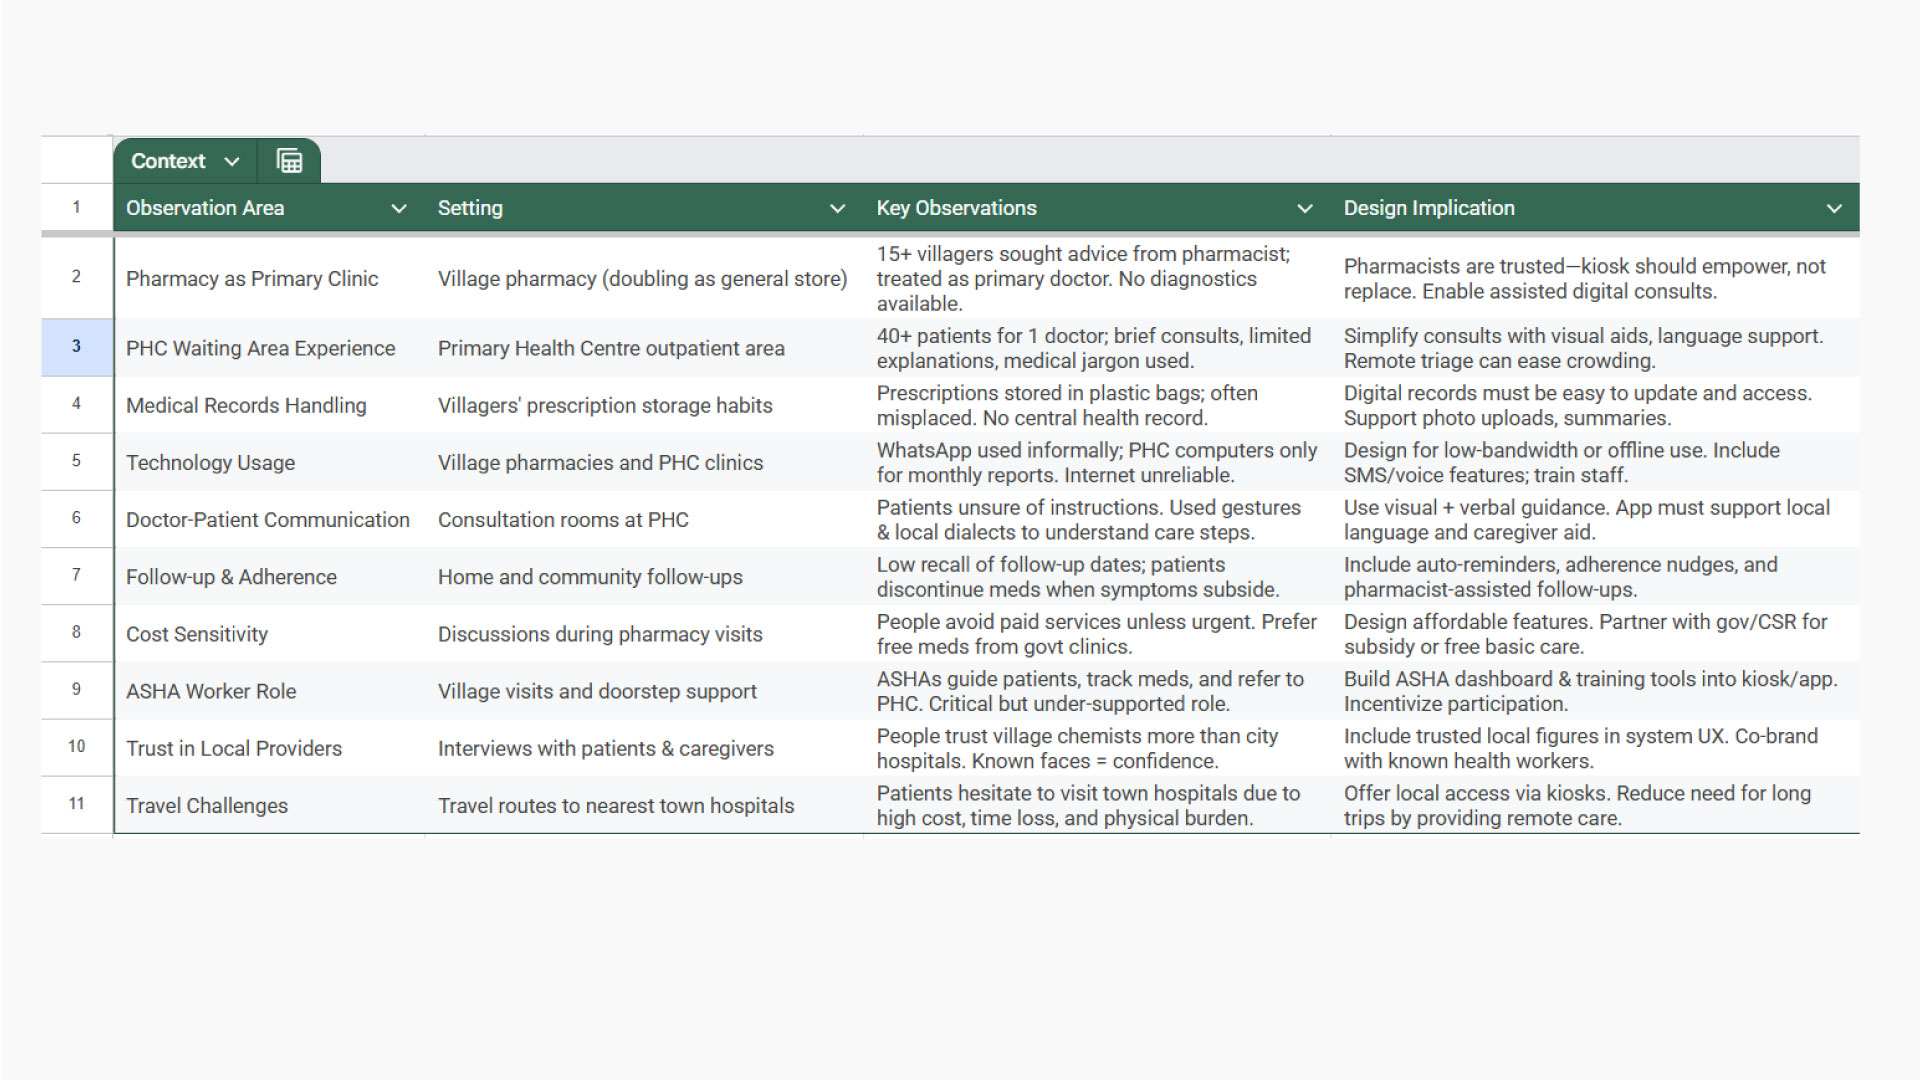 Context
1
Observation Area
Setting
Key Observations
Design Implication
2
Pharmacy as Primary Clinic
Village pharmacy (doubling as general store)
15+ villagers sought advice from pharmacist;
treated as primary doctor. No diagnostics
available.
Pharmacists are trusted—kiosk should empower, not
replace. Enable assisted digital consults.
3
PHC Waiting Area Experience
Primary Health Centre outpatient area
40+ patients for 1 doctor; brief consults, limited
explanations, medical jargon used.
Simplify consults with visual aids, language support.
Remote triage can ease crowding.
4
Medical Records Handling
Villagers' prescription storage habits
Prescriptions stored in plastic bags; often
misplaced. No central health record.
Digital records must be easy to update and access.
Support photo uploads, summaries.
5
Technology Usage
Village pharmacies and PHC clinics
WhatsApp used informally; PHC computers only
for monthly reports. Internet unreliable.
Design for low-bandwidth or offline use. Include
SMS/voice features; train staff.
6
Doctor-Patient Communication
Consultation rooms at PHC
Patients unsure of instructions. Used gestures
& local dialects to understand care steps.
Use visual + verbal guidance. App must support local
language and caregiver aid.
7
Follow-up & Adherence
Home and community follow-ups
Low recall of follow-up dates; patients
discontinue meds when symptoms subside.
Include auto-reminders, adherence nudges, and
pharmacist-assisted follow-ups.
8
Cost Sensitivity
Discussions during pharmacy visits
People avoid paid services unless urgent. Prefer
free meds from govt clinics.
Design affordable features. Partner with gov/CSR for
subsidy or free basic care.
9
ASHA Worker Role
Village visits and doorstep support
ASHAs guide patients, track meds, and refer to
PHC. Critical but under-supported role.
Build ASHA dashboard & training tools into kiosk/app.
Incentivize participation.
10
Trust in Local Providers
Interviews with patients & caregivers
People trust village chemists more than city
hospitals. Known faces = confidence.
Include trusted local figures in system UX. Co-brand
with known health workers.
11
Travel Challenges
Travel routes to nearest town hospitals
Patients hesitate to visit town hospitals due to
high cost, time loss, and physical burden.
Offer local access via kiosks. Reduce need for long
trips by providing remote care.